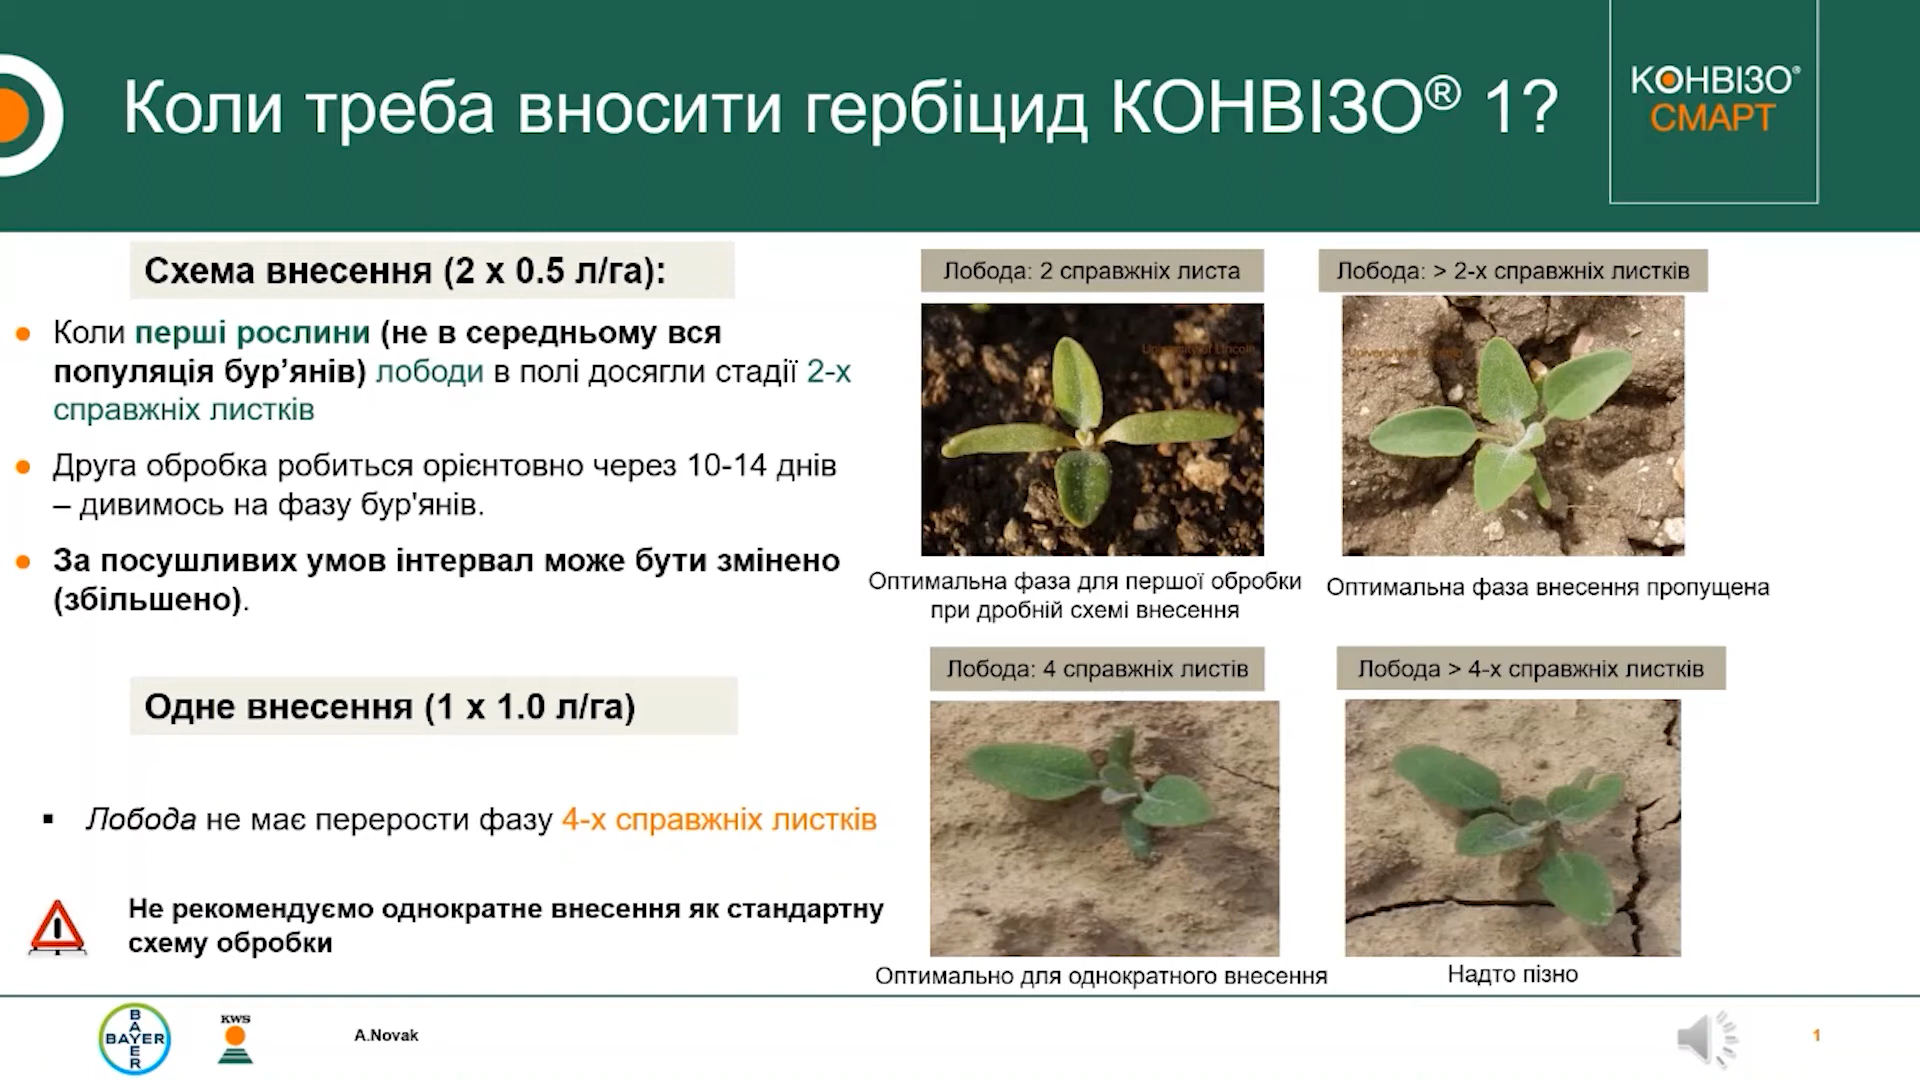 Коли треба вносити гербіцид КОНВІЗО® 1?
КОНВІЗО®
СМАРТ
Схема внесення (2 x 0.5 л/га):
Коли перші рослини (не в середньому вся
популяція бур’янів) лободи в полі досягли стадії 2-х
справжніх листків
Друга обробка робиться орієнтовно через 10-14 днів
– дивимось на фазу бур'янів.
За посушливих умов інтервал може бути змінено
(збільшено).
Одне внесення (1 x 1.0 л/га)
Лобода не має перерости фазу 4-х справжніх листків
Не рекомендуємо однократне внесення як стандартну
схему обробки
Лобода: 2 справжніх листа
University of Lincoln
Оптимальна фаза для першої обробки
при дробній схемі внесення
Лобода: > 2-х справжніх листків
Оптимальна фаза внесення пропущена
Лобода: 4 справжніх листів
Оптимально для однократного внесення
Лобода > 4-х справжніх листків
Надто пізно
BAYER
BAYER
KWS
A.Novak
1